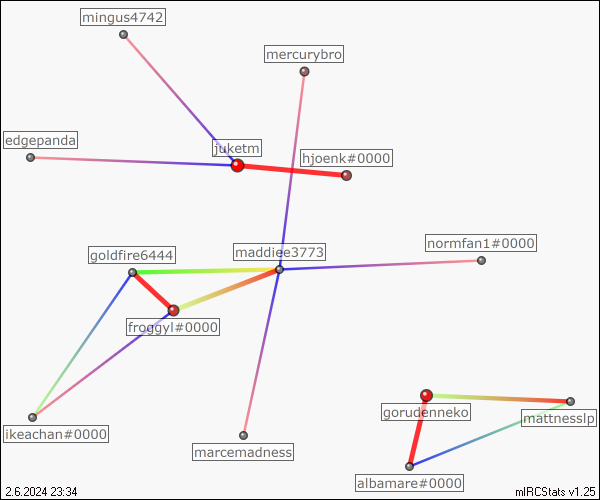 mingus4742
mercurybro
edgepanda
juketm
hjoenk#0000
normfan1#0000
goldfire6444
maddiee3773
froggyl#0000
gorudenneko
mattnesslp
ikeachan#0000
marcemadness
albamare#0000
2.6.2024 23:34
mIRCStats v1.25